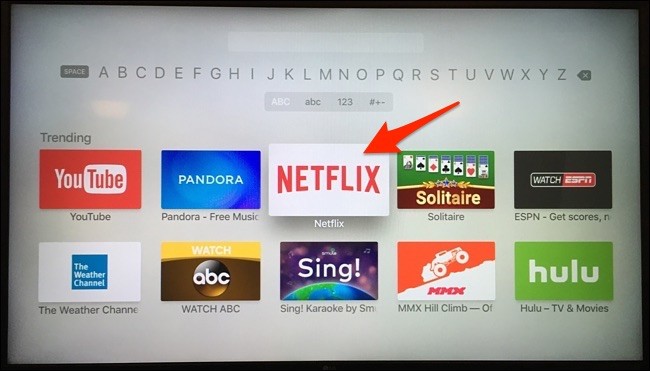 SPACE A B C D E F G H I J K L M N O P Q R S T U V W X Y Z
ABC abc 123 #+-
Trending
YouTube PANDORA NETFLIX Solitaire WATCH ESPN
YouTube Pandora - Free Music Netflix Solitaire ESPN - Get scores, n
The Weather Channel WATCH abc smule Sing! MMX hulu
The Weather Channe WATCH ABC Sing! Karaoke by Sm MMX Hill Climb — Of Hulu – TV & Movies